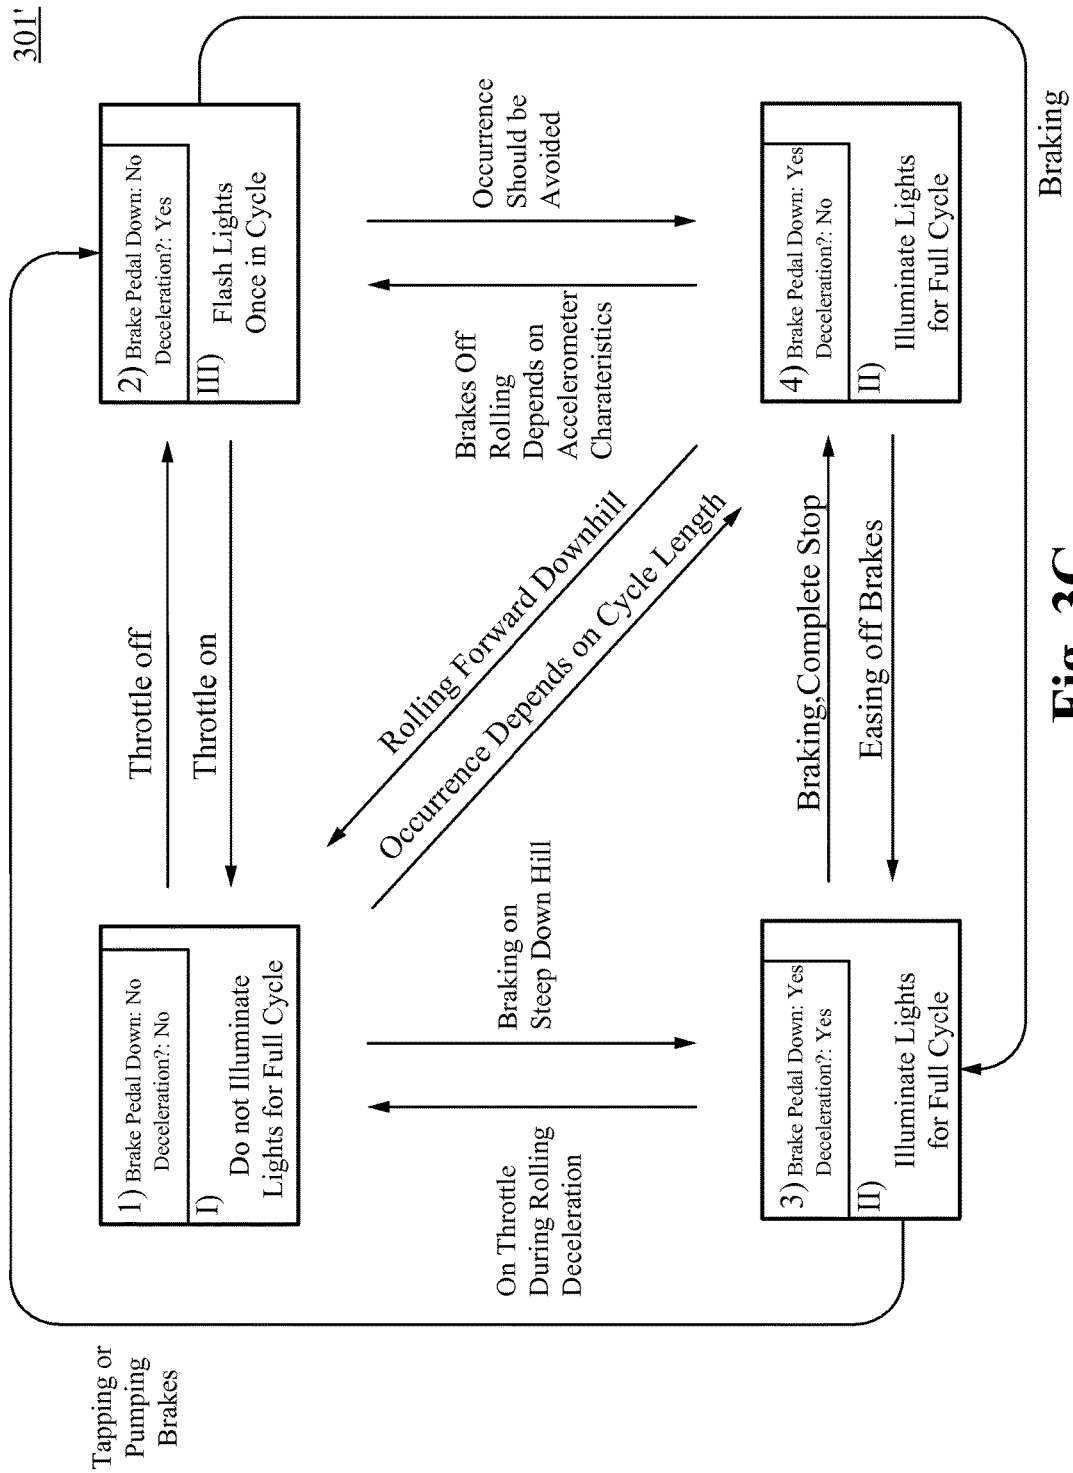 301'
Tapping or
Pumping
Brakes
1) Brake Pedal Down: No
Deceleration?: No
I)
Do not Illuminate
Lights for Full Cycle
Throttle off
Throttle on
2) Brake Pedal Down: No
Deceleration?: Yes
III)
Flash Lights
Once in Cycle
On Throttle
During Rolling
Deceleration
Braking on
Steep Down Hill
Rolling Forward Downhill
Occurrence Depends on Cycle Length
Brakes Off
Rolling
Depends on
Accelerometer
Charateristics
Occurrence
Should be
Avoided
3) Brake Pedal Down: Yes
Deceleration?: Yes
II)
Illuminate Lights
for Full Cycle
Braking,Complete Stop
Easing off Brakes
4) Brake Pedal Down: Yes
Deceleration?: No
II)
Illuminate Lights
for Full Cycle
Braking
Fig. 3C